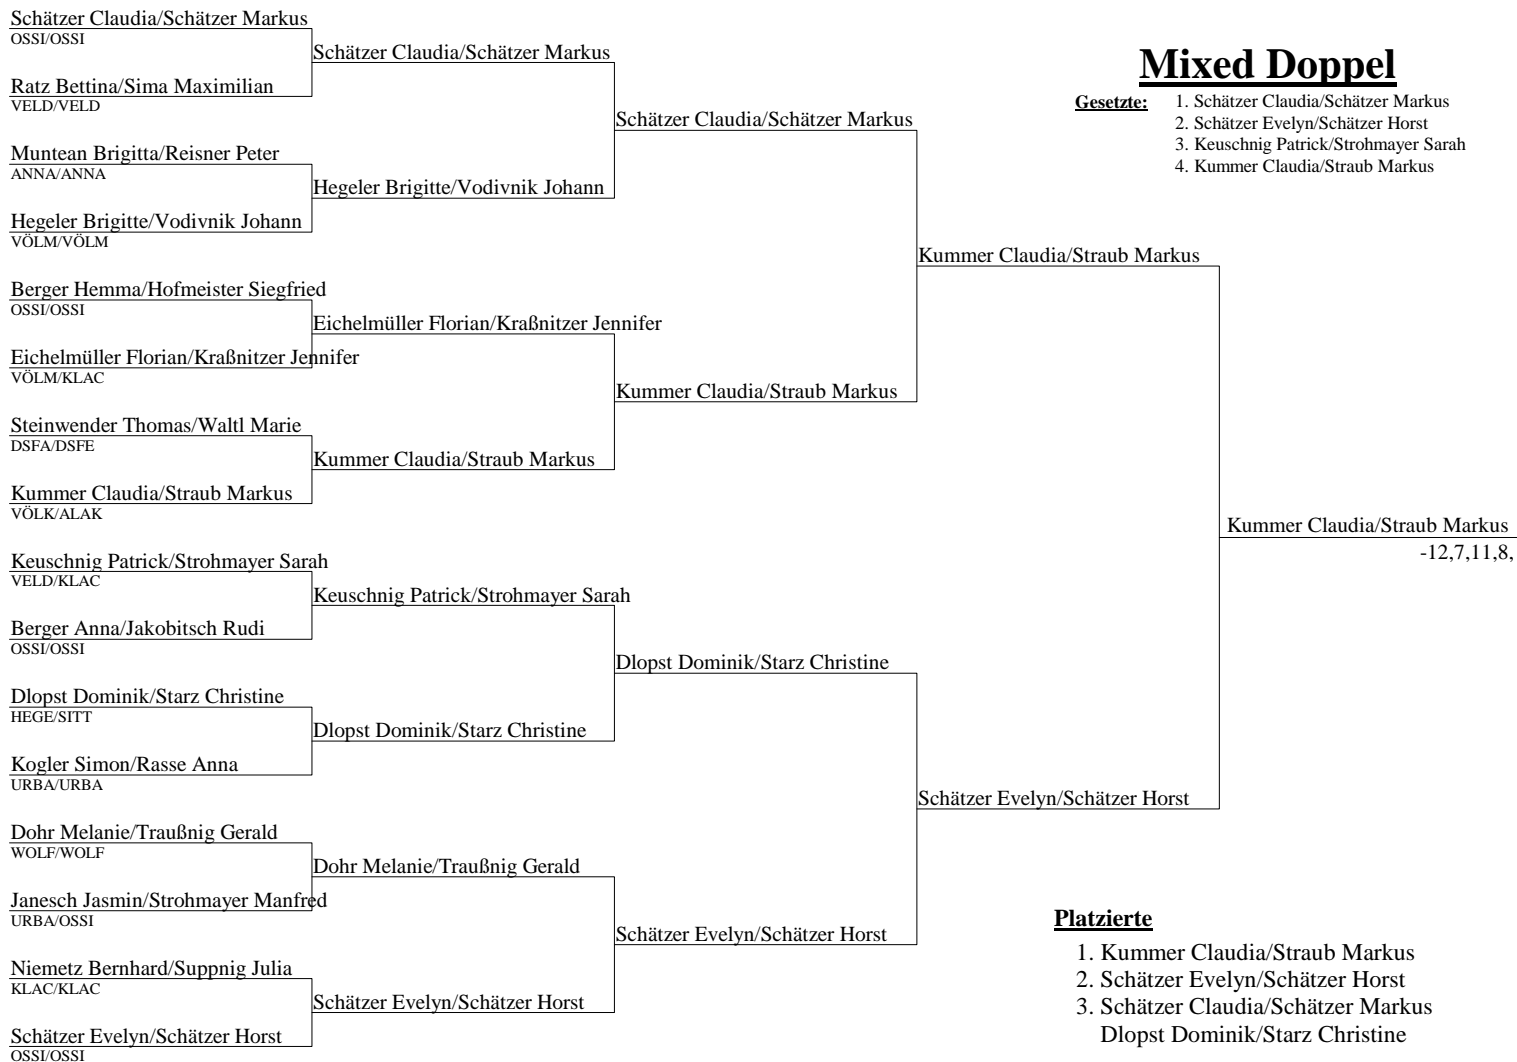 Schätzer Claudia/Schätzer Markus
OSSI/OSSI
Ratz Bettina/Sima Maximilian
VELD/VELD
Muntean Brigitta/Reisner Peter
ANNA/ANNA
Hegeler Brigitte/Vodivnik Johann
VÖLM/VÖLM
Berger Hemma/Hofmeister Siegfried
OSSI/OSSI
Eichelmüller Florian/Kraßnitzer Jennifer
VÖLM/KLAC
Steinwender Thomas/Waltl Marie
DSFA/DSFE
Kummer Claudia/Straub Markus
VÖLK/ALAK
Keuschnig Patrick/Strohmayer Sarah
VELD/KLAC
Berger Anna/Jakobitsch Rudi
OSSI/OSSI
Dlopst Dominik/Starz Christine
HEGE/SITT
Kogler Simon/Rasse Anna
URBA/URBA
Dohr Melanie/Traußnig Gerald
WOLF/WOLF
Janesch Jasmin/Strohmayer Manfred
URBA/OSSI
Niemetz Bernhard/Suppnig Julia
KLAC/KLAC
Schätzer Evelyn/Schätzer Horst
OSSI/OSSI
Schätzer Claudia/Schätzer Markus
Hegeler Brigitte/Vodivnik Johann
Eichelmüller Florian/Kraßnitzer Jennifer
Kummer Claudia/Straub Markus
Keuschnig Patrick/Strohmayer Sarah
Dlopst Dominik/Starz Christine
Dohr Melanie/Traußnig Gerald
Schätzer Evelyn/Schätzer Horst
Schätzer Claudia/Schätzer Markus
Kummer Claudia/Straub Markus
Dlopst Dominik/Starz Christine
Schätzer Evelyn/Schätzer Horst
Kummer Claudia/Straub Markus
Schätzer Evelyn/Schätzer Horst
Kummer Claudia/Straub Markus
-12,7,11,8,
Mixed Doppel
Gesetzte: 1. Schätzer Claudia/Schätzer Markus
2. Schätzer Evelyn/Schätzer Horst
3. Keuschnig Patrick/Strohmayer Sarah
4. Kummer Claudia/Straub Markus
Platzierte
1. Kummer Claudia/Straub Markus
2. Schätzer Evelyn/Schätzer Horst
3. Schätzer Claudia/Schätzer Markus
Dlopst Dominik/Starz Christine